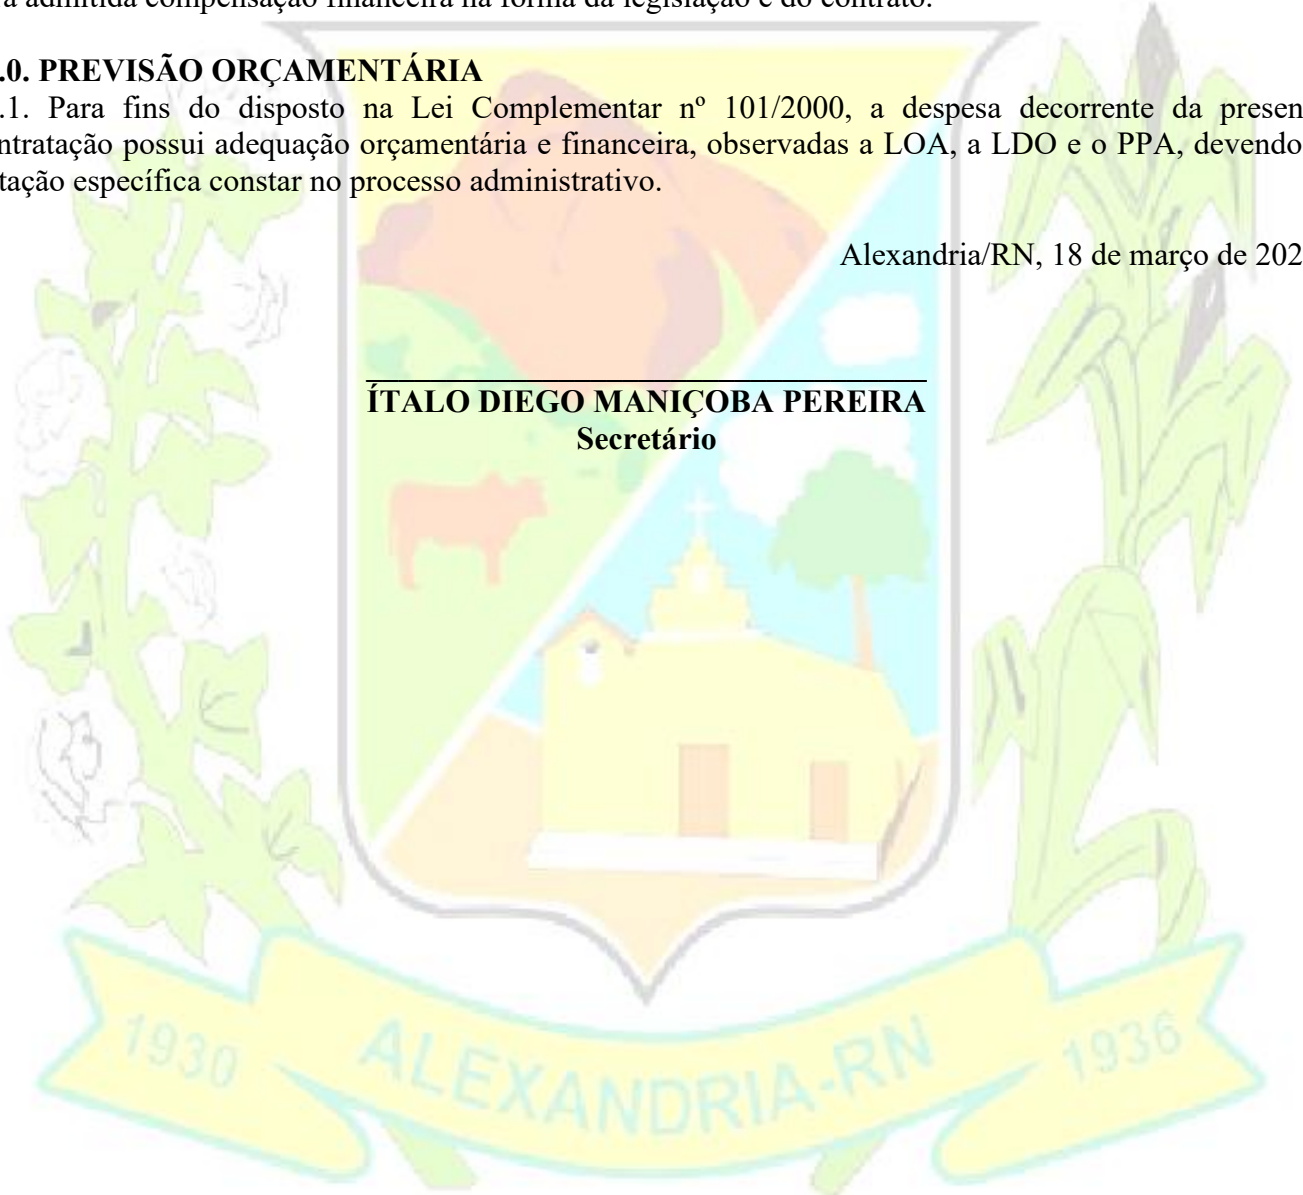 admitida compensação financeira na forma da legislação e do contrato.
.0. PREVISÃO ORÇAMENTÁRIA
.1. Para fins do disposto na Lei Complementar nº 101/2000, a despesa decorrente da presen
ntratação possui adequação orçamentária e financeira, observadas a LOA, a LDO e o PPA, devendo
tação específica constar no processo administrativo.
Alexandria/RN, 18 de março de 202
ÍTALO DIEGO MANIÇOBA PEREIRA
Secretário
1930 ALEXANDRIA-RN 1936